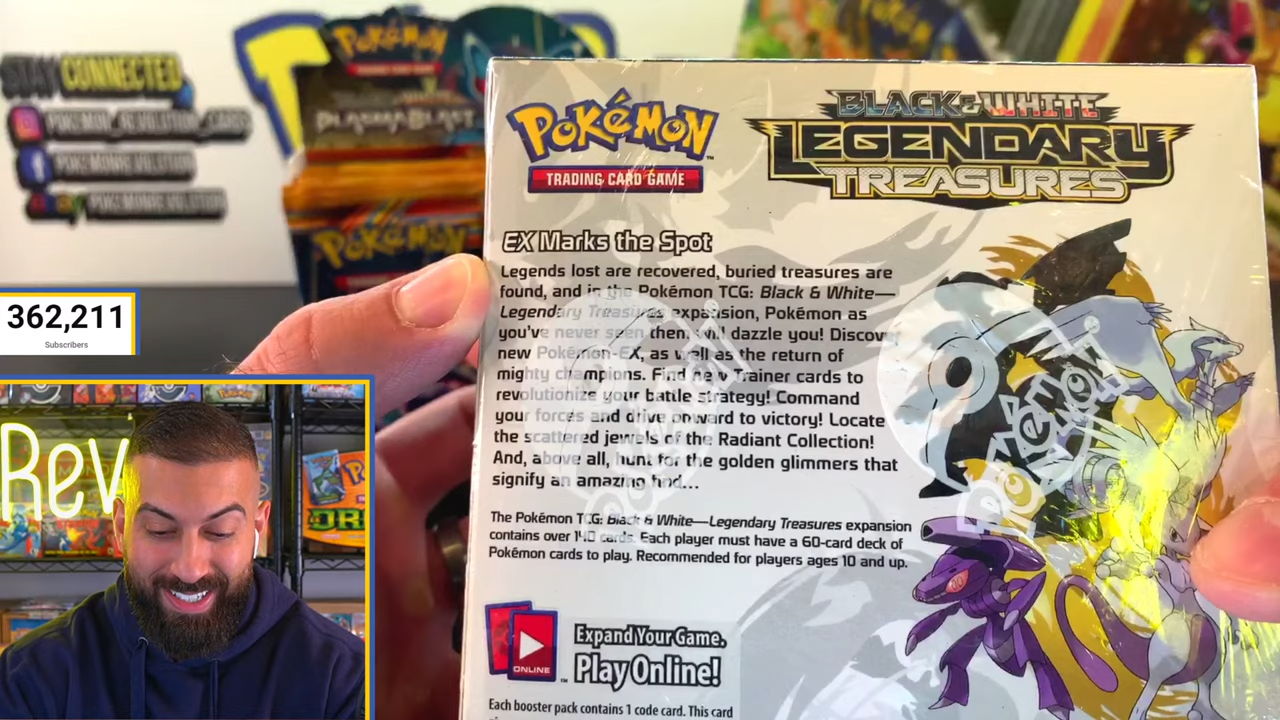 STAY CONNECTED
Pokémon
PLASMA BLAST
Pokémon
362,211
Subscribers
Rev
Pokémon
TRADING CARD GAME
BLACK & WHITE
LEGENDARY
TREASURES
EX Marks the Spot
Legends lost are recovered, buried treasures are
found, and in the Pokémon TCG: Black & White—
Legendary Treasures expansion, Pokémon as
you've never seen them will dazzle you! Discover
new Pokémon-EX, as well as the return of
mighty champions. Find new Trainer cards to
revolutionize your battle strategy! Command
your forces and drive onward to victory! Locate
the scattered jewels of the Radiant Collection!
And, above all, hunt for the golden glimmers that
signify an amazing find...
The Pokémon TCG: Black & White—Legendary Treasures expansion
contains over 140 cards. Each player must have a 60-card deck of
Pokémon cards to play. Recommended for players ages 10 and up.
ONLINE
Expand Your Game.
Play Online!
Each booster pack contains 1 code card. This card
POKéMON